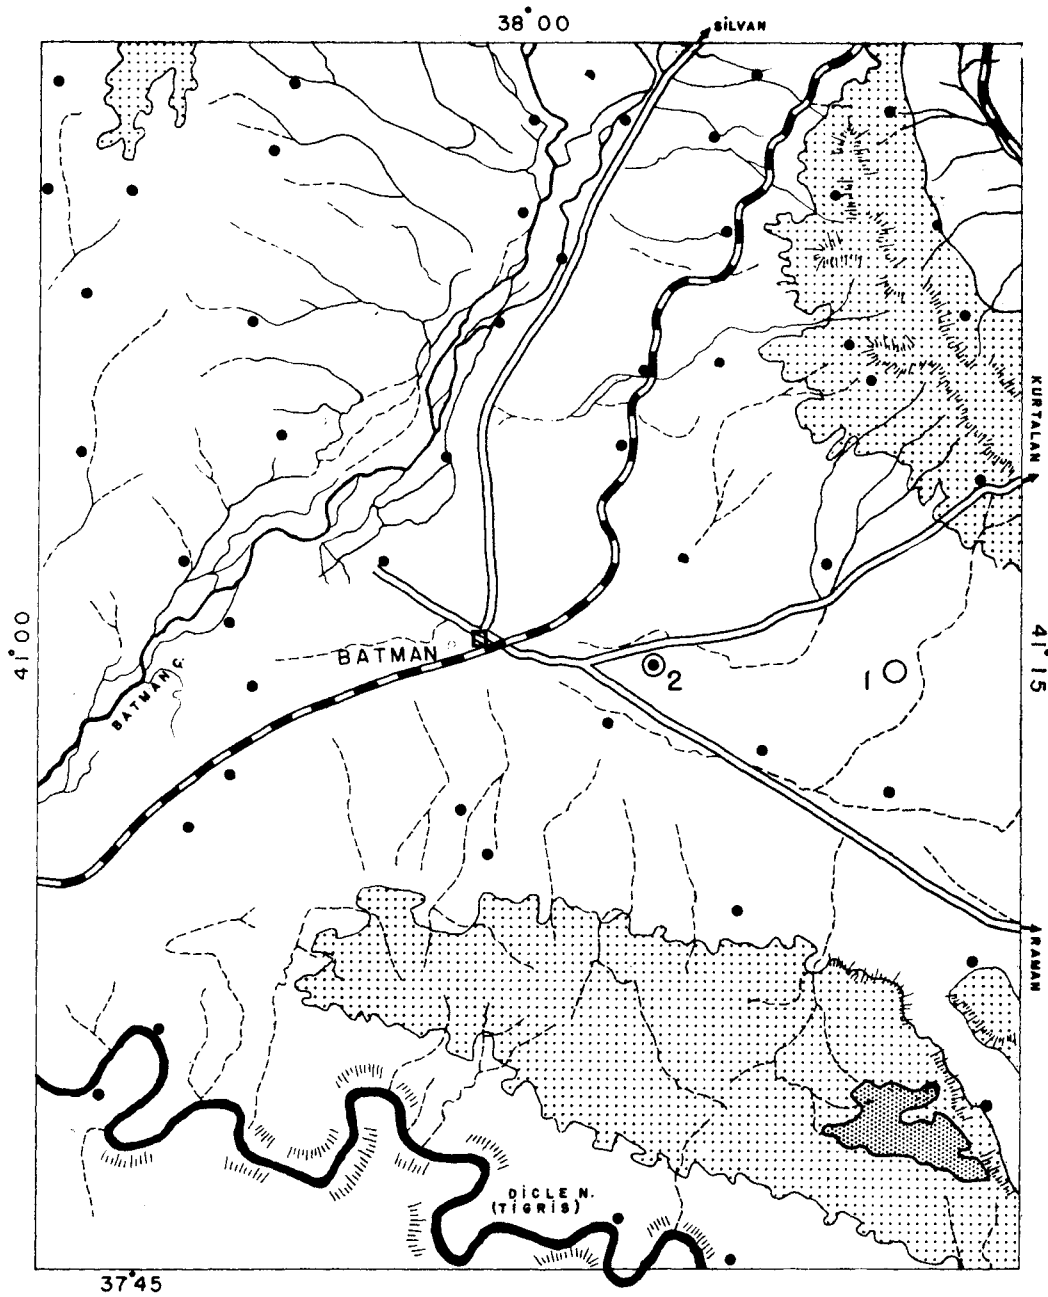 38°00
SİLVAN
KURTALAN
41°00
41°15
BATMAN
2
1
BATMAN Ç.
ARAMAN
DİCLE N.
(TİGRİS)
37°45